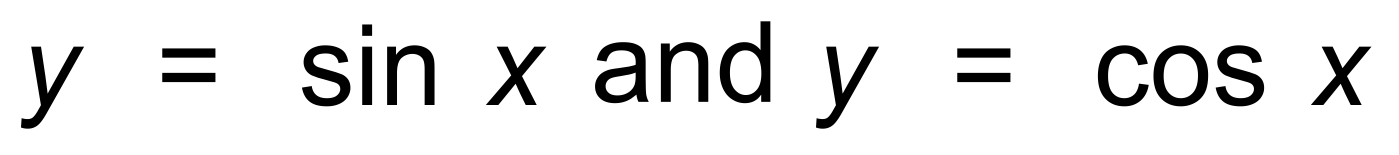 y = sin x and y = cos x